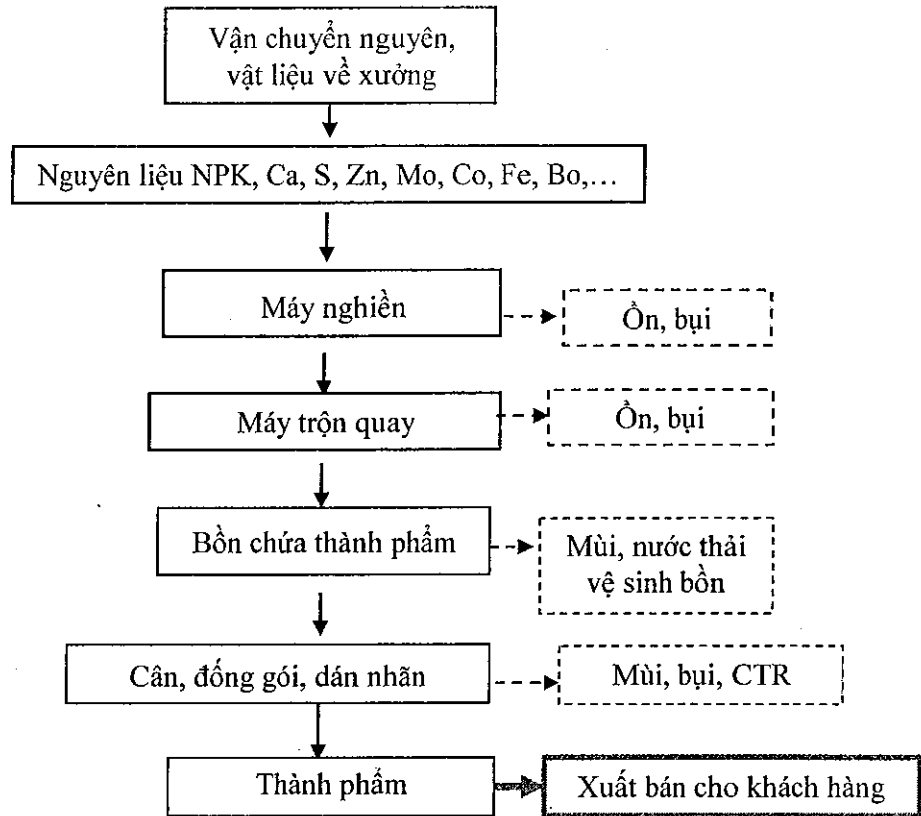 Vận chuyển nguyên,
vật liệu về xưởng
Nguyên liệu NPK, Ca, S, Zn, Mo, Co, Fe, Bo,…
Máy nghiền
Ồn, bụi
Máy trộn quay
Ồn, bụi
Bồn chứa thành phẩm
Mùi, nước thải
vệ sinh bồn
Cân, đống gói, dán nhãn
Mùi, bụi, CTR
Thành phẩm
Xuất bán cho khách hàng